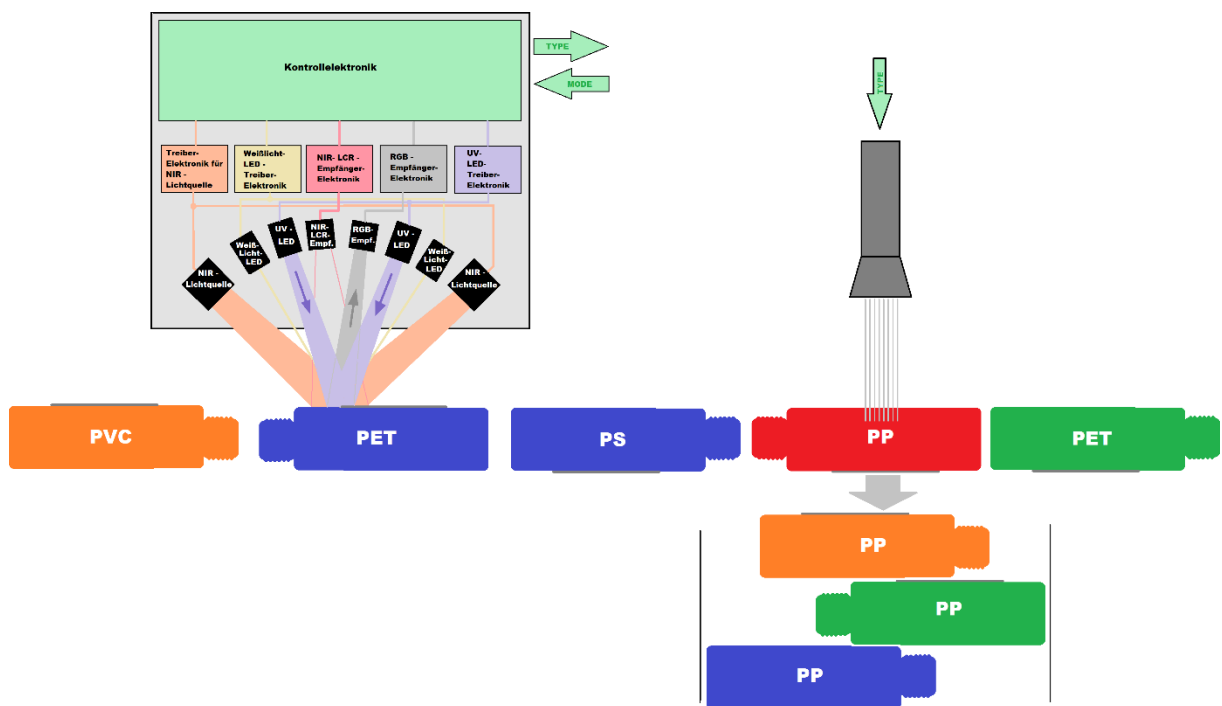 Kontrollelektronik
TYPE
MODE
TYPE
Treiber-
Elektronik für
NIR -
Lichtquelle
Weißlicht-
LED -
Treiber-
Elektronik
NIR- LCR -
Empfänger-
Elektronik
RGB -
Empfänger-
Elektronik
UV-
LED-
Treiber-
Elektronik
NIR -
Lichtquelle
Weiß-
Licht-
LED
UV -
LED
NIR-
LCR-
Empf.
RGB-
Empf.
UV -
LED
Weiß-
Licht-
LED
NIR -
Lichtquelle
PVC
PET
PS
PP
PET
PP
PP
PP